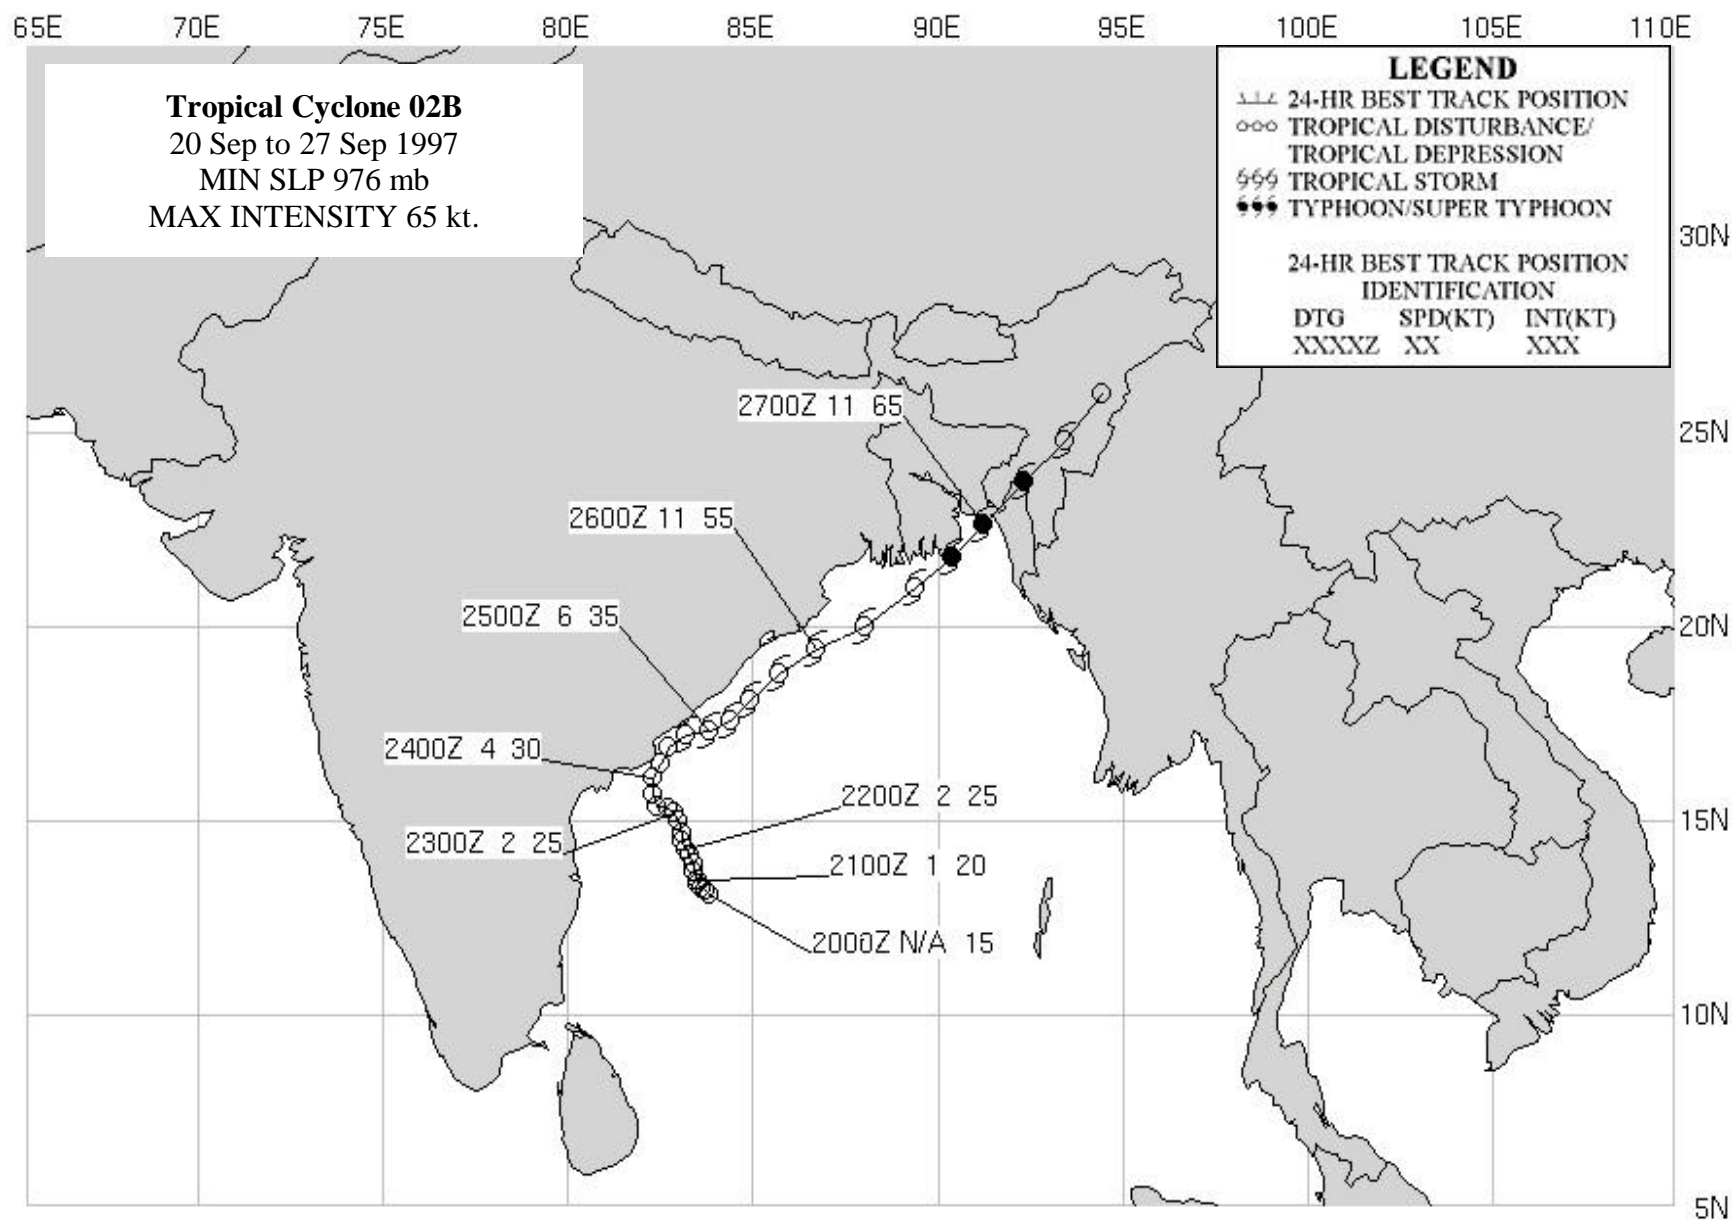 65E 70E 75E 80E 85E 90E 95E 100E 105E 110E
Tropical Cyclone 02B
20 Sep to 27 Sep 1997
MIN SLP 976 mb
MAX INTENSITY 65 kt.
LEGEND
24-HR BEST TRACK POSITION
TROPICAL DISTURBANCE/
TROPICAL DEPRESSION
TROPICAL STORM
TYPHOON/SUPER TYPHOON
24-HR BEST TRACK POSITION
IDENTIFICATION
DTG SPD(KT) INT(KT)
XXXXZ XX XXX
30N
2700Z 11 65
25N
2600Z 11 55
2500Z 6 35
20N
2400Z 4 30
2200Z 2 25
15N
2300Z 2 25
2100Z 1 20
2000Z N/A 15
10N
5N